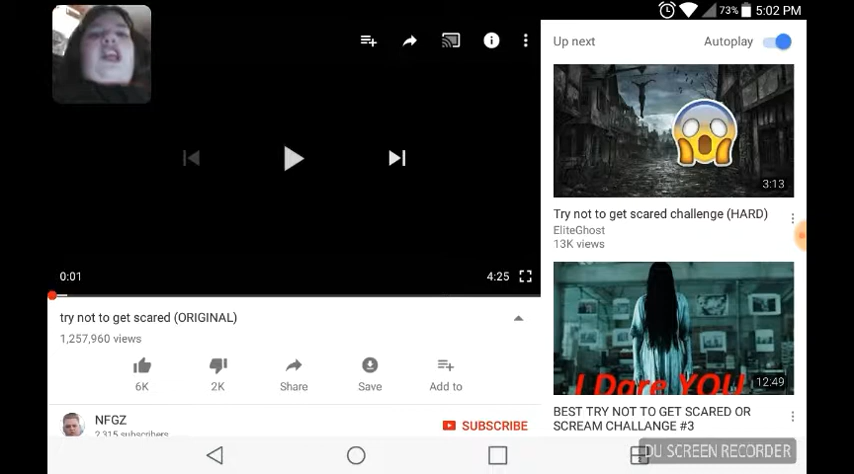 73% 5:02 PM
Up next Autoplay
3:13
Try not to get scared challenge (HARD)
EliteGhost
13K views
0:01 4:25
try not to get scared (ORIGINAL)
1,257,960 views
6K 2K Share Save Add to
NFGZ
2,315 subscribers
SUBSCRIBE
I Dare YOU
12:49
BEST TRY NOT TO GET SCARED OR
SCREAM CHALLANGE #3
DU SCREEN RECORDER